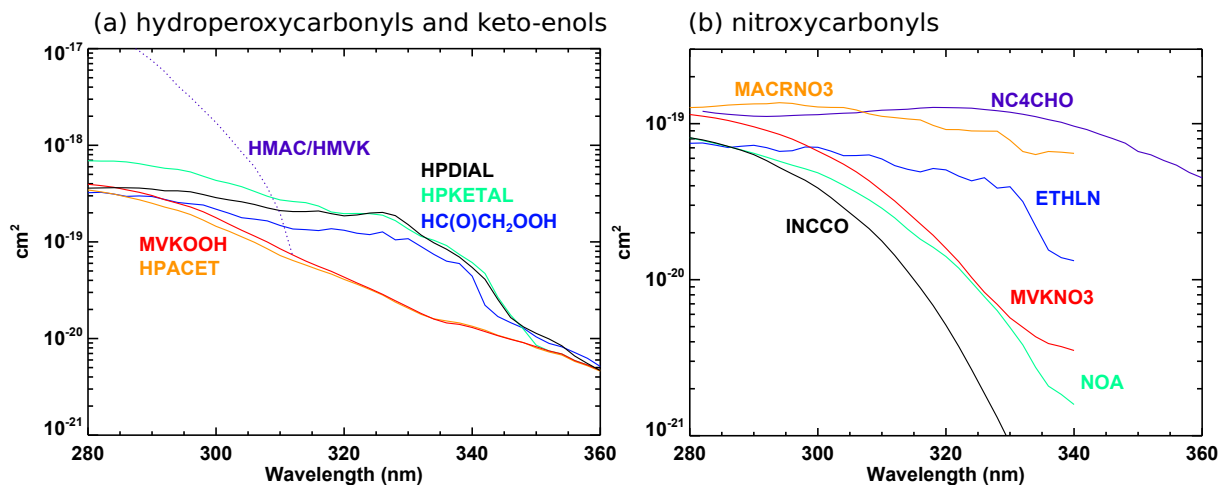 (a) hydroperoxycarbonyls and keto-enols
10⁻¹⁷
10⁻¹⁸
10⁻¹⁹
10⁻²⁰
10⁻²¹
cm²
HMAC/HMVK
HPDIAL
HPKETAL
HC(O)CH₂OOH
MVKOOH
HPACET
280 300 320 340 360
Wavelength (nm)
(b) nitroxycarbonyls
10⁻¹⁹
10⁻²⁰
10⁻²¹
cm²
MACRNO3
NC4CHO
ETHLN
INCCO
MVKNO3
NOA
280 300 320 340 360
Wavelength (nm)